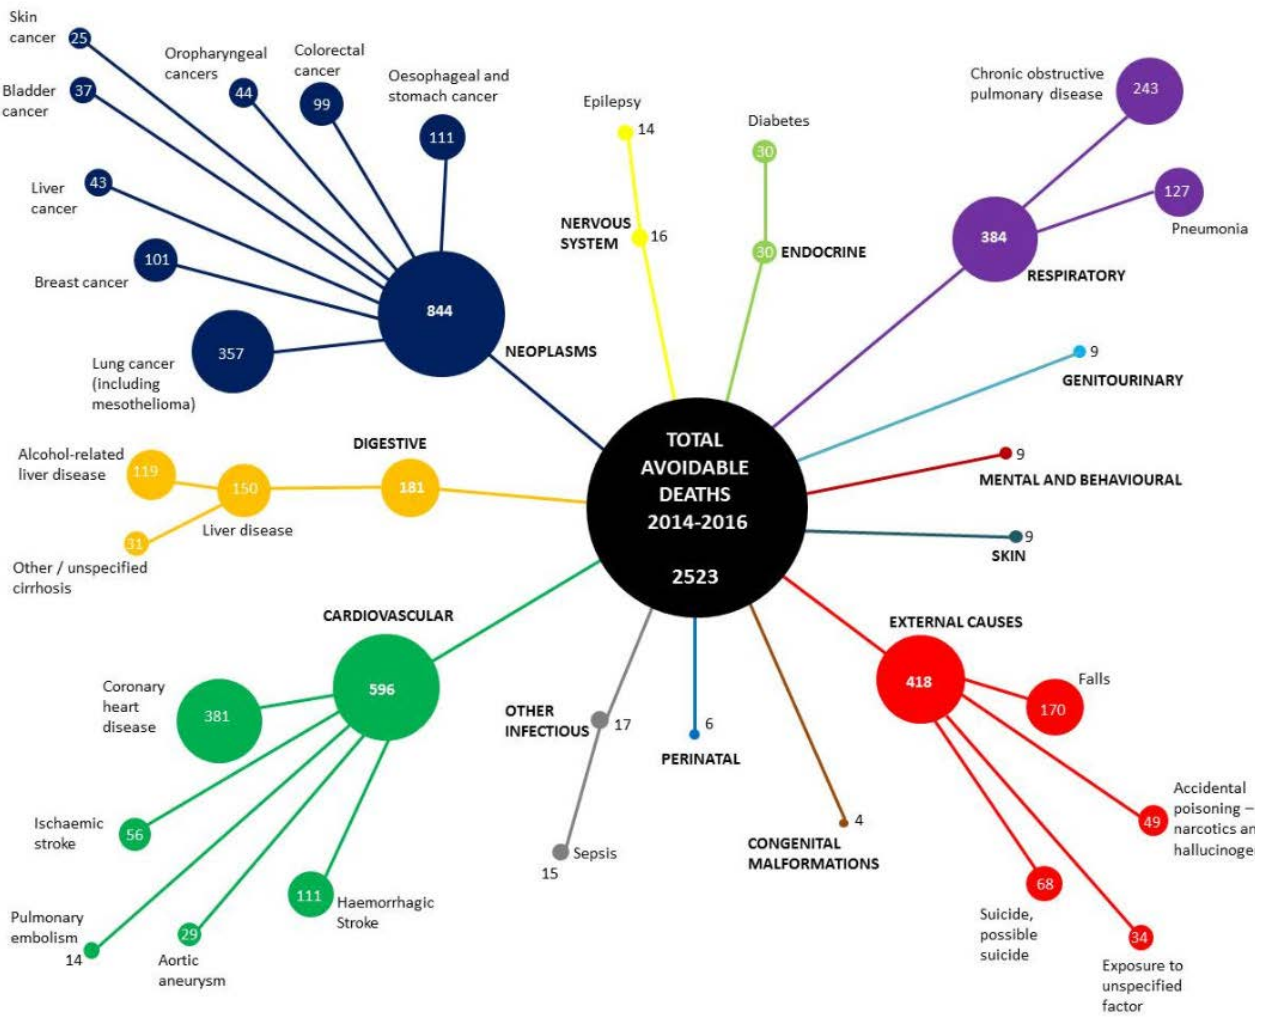 Skin
cancer
25
Bladder
cancer
37
Oropharyngeal
cancers
44
Colorectal
cancer
99
Oesophageal and
stomach cancer
111
Liver
cancer
43
Breast cancer
101
Lung cancer
(including
mesothelioma)
357
844
NEOPLASMS
Epilepsy
14
NERVOUS
SYSTEM
16
Diabetes
30
30
ENDOCRINE
Chronic obstructive
pulmonary disease
243
127
Pneumonia
384
RESPIRATORY
9
GENITOURINARY
9
MENTAL AND BEHAVIOURAL
9
SKIN
TOTAL
AVOIDABLE
DEATHS
2014-2016
2523
DIGESTIVE
181
150
Liver disease
Alcohol-related
liver disease
119
31
Other / unspecified
cirrhosis
CARDIOVASCULAR
596
Coronary
heart
disease
381
Ischaemic
stroke
56
Pulmonary
embolism
14
29
Aortic
aneurysm
111
Haemorrhagic
Stroke
OTHER
INFECTIOUS
17
Sepsis
15
6
PERINATAL
4
CONGENITAL
MALFORMATIONS
EXTERNAL CAUSES
418
Falls
170
Accidental
poisoning –
narcotics an
hallucinoge
49
68
Suicide,
possible
suicide
34
Exposure to
unspecified
factor